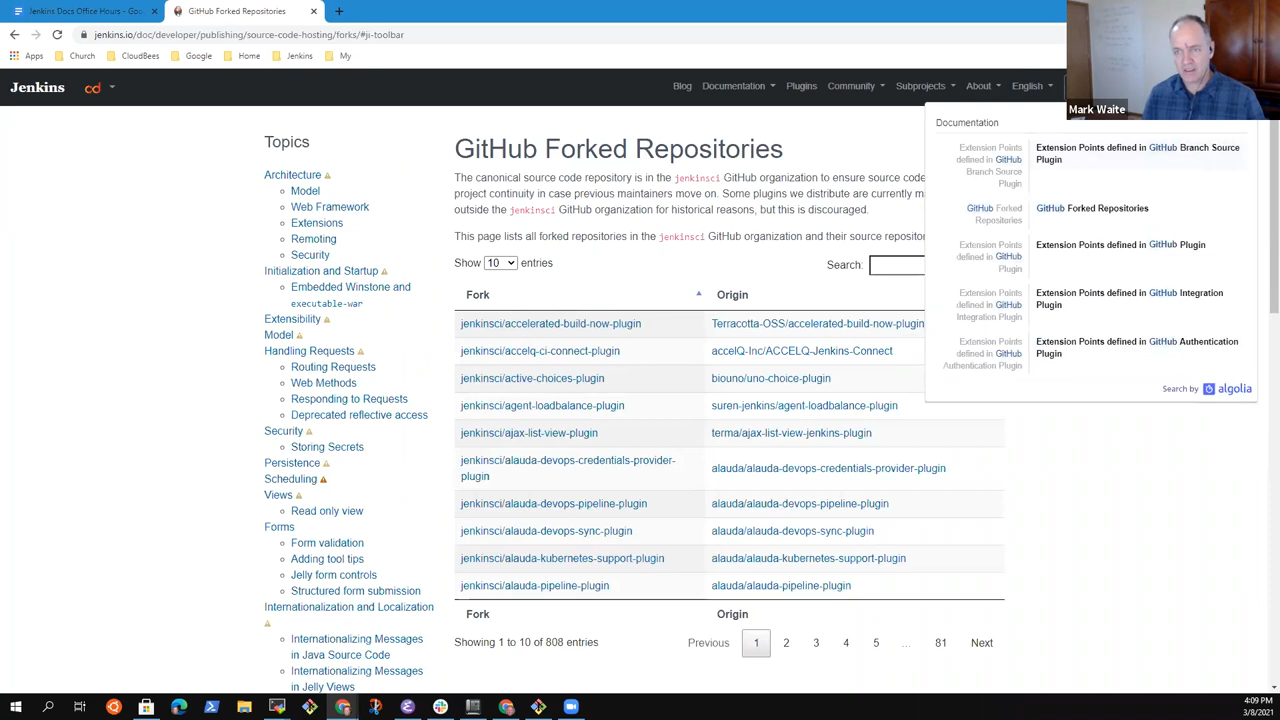 Jenkins Docs Office Hours - Goo
GitHub Forked Repositories
jenkins.io/doc/developer/publishing/source-code-hosting/forks/#ji-toolbar
Apps
Church
CloudBees
Google
Home
Jenkins
My
Mark Waite
Jenkins
cd
Blog
Documentation
Plugins
Community
Subprojects
About
English
Documentation
Extension Points
defined in GitHub
Branch Source
Plugin
Extension Points defined in GitHub Branch Source
Plugin
GitHub Forked
Repositories
GitHub Forked Repositories
Extension Points
defined in GitHub
Plugin
Extension Points defined in GitHub Plugin
Extension Points
defined in GitHub
Integration Plugin
Extension Points defined in GitHub Integration
Plugin
Extension Points
defined in GitHub
Authentication Plugin
Extension Points defined in GitHub Authentication
Plugin
Search by algolia
Topics
Architecture
Model
Web Framework
Extensions
Remoting
Security
Initialization and Startup
Embedded Winstone and
executable-war
Extensibility
Model
Handling Requests
Routing Requests
Web Methods
Responding to Requests
Deprecated reflective access
Security
Storing Secrets
Persistence
Scheduling
Views
Read only view
Forms
Form validation
Adding tool tips
Jelly form controls
Structured form submission
Internationalization and Localization
Internationalizing Messages
in Java Source Code
Internationalizing Messages
in Jelly Views
GitHub Forked Repositories
The canonical source code repository is in the jenkinsci GitHub organization to ensure source code
project continuity in case previous maintainers move on. Some plugins we distribute are currently m
outside the jenkinsci GitHub organization for historical reasons, but this is discouraged.
This page lists all forked repositories in the jenkinsci GitHub organization and their source repositor
Show 10 entries
Search:
Fork Origin
jenkinsci/accelerated-build-now-plugin Terracotta-OSS/accelerated-build-now-plugin
jenkinsci/accelq-ci-connect-plugin accelQ-Inc/ACCELQ-Jenkins-Connect
jenkinsci/active-choices-plugin biouno/uno-choice-plugin
jenkinsci/agent-loadbalance-plugin suren-jenkins/agent-loadbalance-plugin
jenkinsci/ajax-list-view-plugin terma/ajax-list-view-jenkins-plugin
jenkinsci/alauda-devops-credentials-provider-
plugin
alauda/alauda-devops-credentials-provider-plugin
jenkinsci/alauda-devops-pipeline-plugin alauda/alauda-devops-pipeline-plugin
jenkinsci/alauda-devops-sync-plugin alauda/alauda-devops-sync-plugin
jenkinsci/alauda-kubernetes-support-plugin alauda/alauda-kubernetes-support-plugin
jenkinsci/alauda-pipeline-plugin alauda/alauda-pipeline-plugin
Fork Origin
Showing 1 to 10 of 808 entries
Previous 1 2 3 4 5 ... 81 Next
4:09 PM
3/8/2021